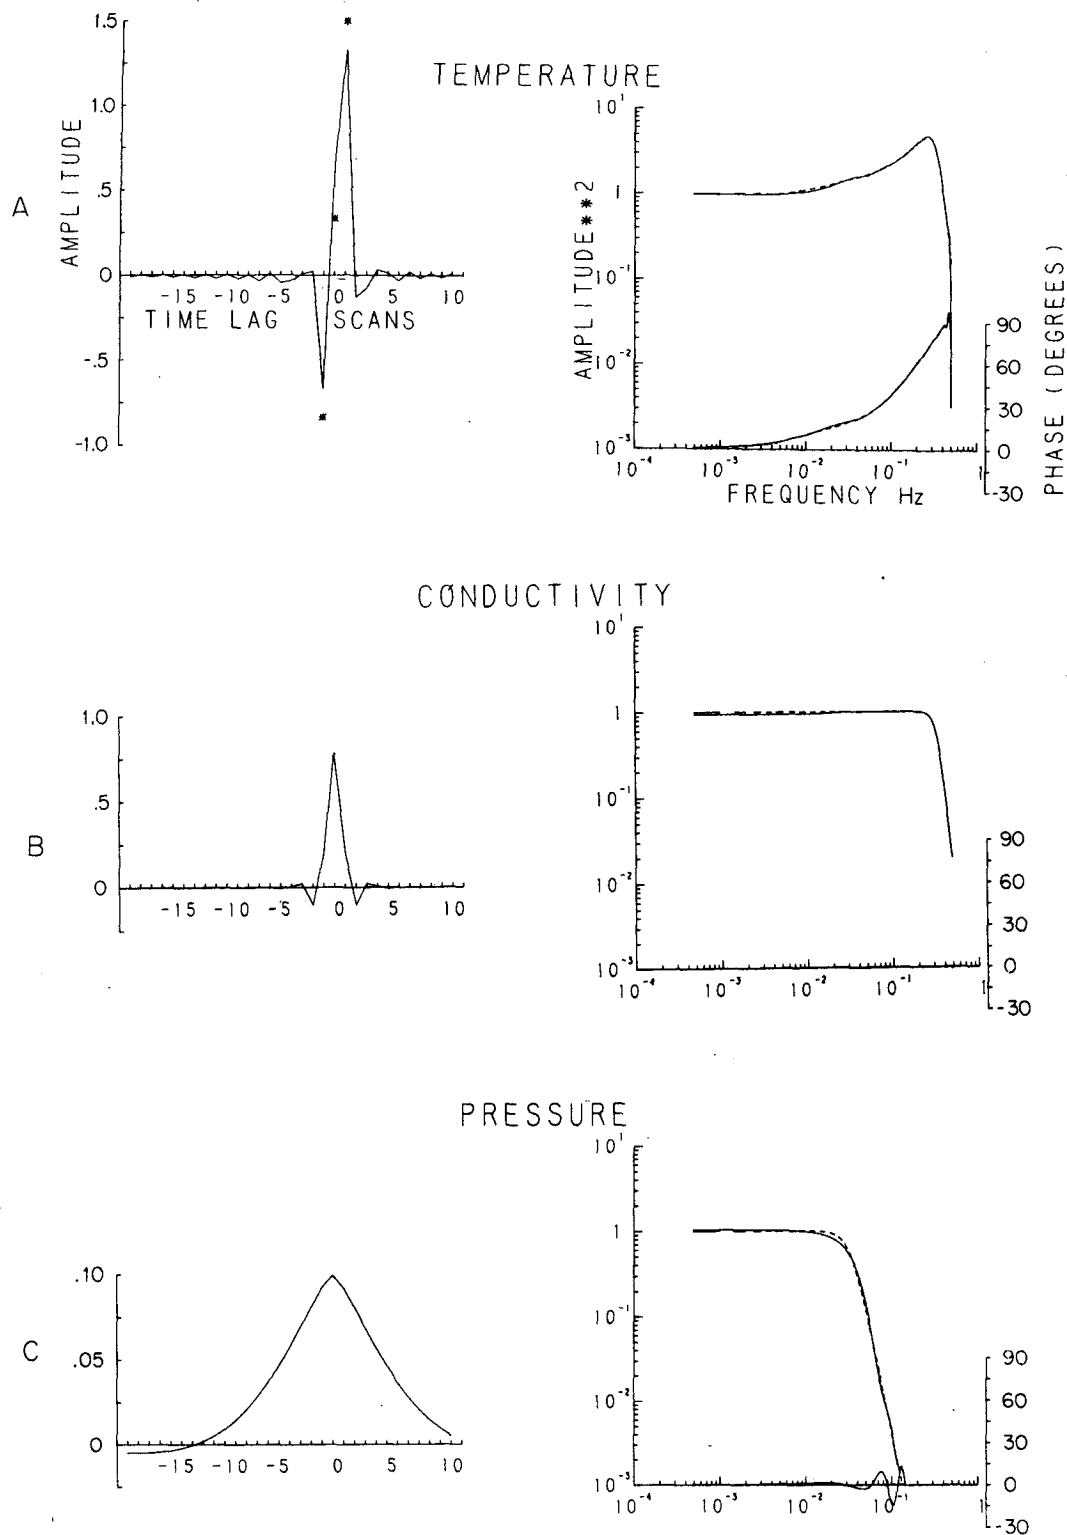 TEMPERATURE
A
AMPLITUDE
1.5
1.0
.5
0
-.5
-1.0
-15 -10 -5 0 5 10
TIME LAG SCANS
AMPLITUDE**2
10¹
1
10⁻¹
10⁻²
10⁻³
10⁻⁴ 10⁻³ 10⁻² 10⁻¹ 1
FREQUENCY Hz
90
60
30
0
-30
PHASE (DEGREES)
CONDUCTIVITY
B
1.0
.5
0
-15 -10 -5 0 5 10
10¹
1
10⁻¹
10⁻²
10⁻³
10⁻⁴ 10⁻³ 10⁻² 10⁻¹ 1
90
60
30
0
-30
PRESSURE
C
.10
.05
0
-15 -10 -5 0 5 10
10¹
1
10⁻¹
10⁻²
10⁻³
10⁻⁴ 10⁻³ 10⁻² 10⁻¹ 1
90
60
30
0
-30